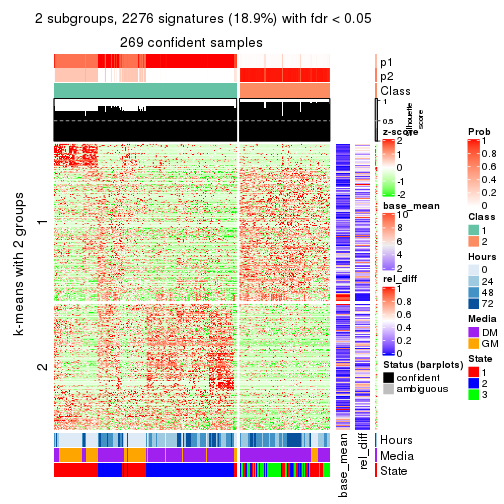 2 subgroups, 2276 signatures (18.9%) with fdr < 0.05
269 confident samples
p1
p2
Class
1
0.5
Silhouette
score
k-means with 2 groups
1
2
Hours
Media
State
base_mean
rel_diff
z-score
2
1
0
-1
-2
base_mean
10
8
6
4
2
rel_diff
1
0.8
0.6
0.4
0.2
0
Status (barplots)
confident
ambiguous
Prob
1
0.8
0.6
0.4
0.2
0
Class
1
2
Hours
0
24
48
72
Media
DM
GM
State
1
2
3